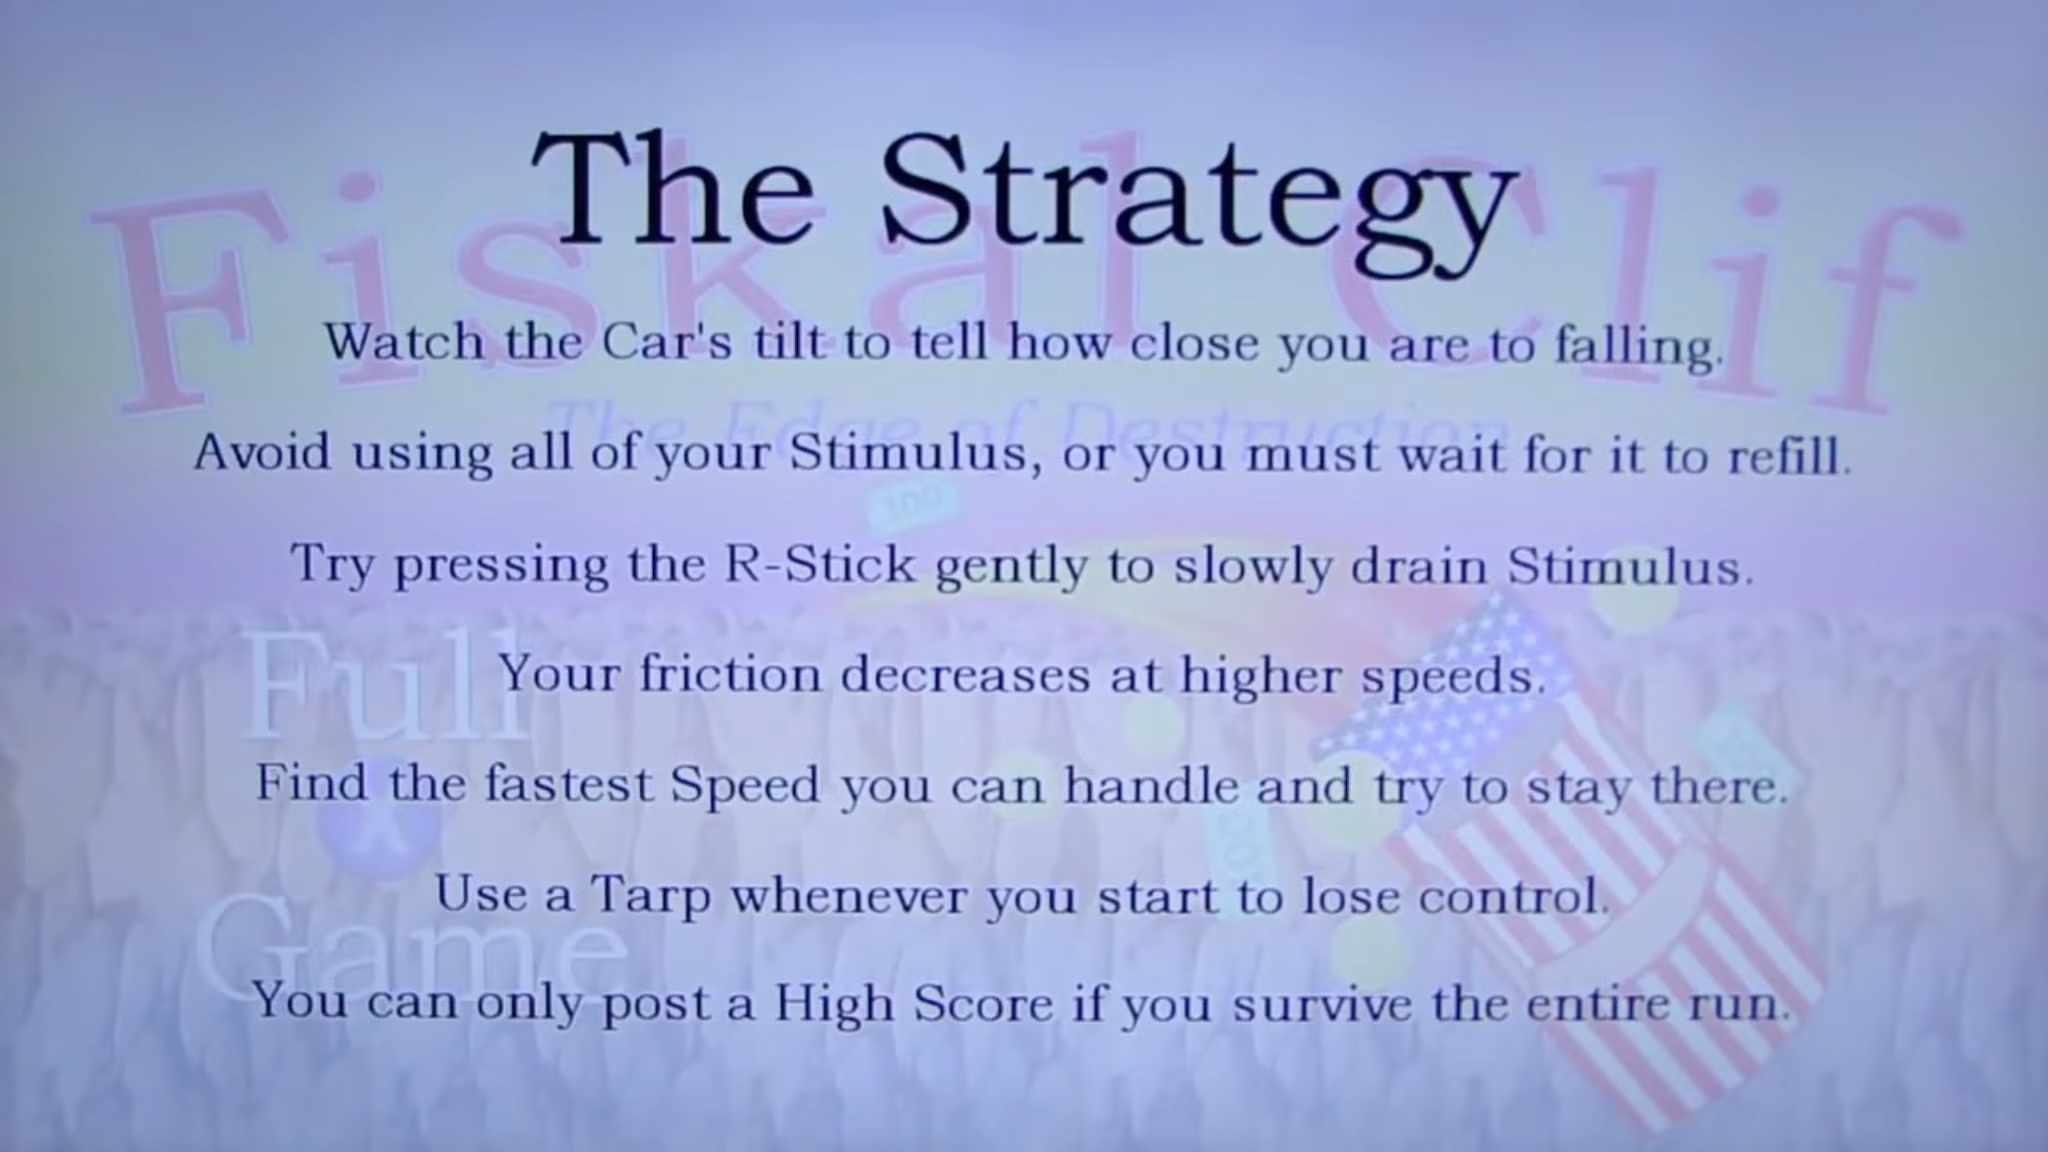 The Strategy
Fiskal Clif
Watch the Car's tilt to tell how close you are to falling.
The Edge of Destruction
Avoid using all of your Stimulus, or you must wait for it to refill.
100
Try pressing the R-Stick gently to slowly drain Stimulus.
Full
Your friction decreases at higher speeds.
Find the fastest Speed you can handle and try to stay there.
X
Use a Tarp whenever you start to lose control.
Game
You can only post a High Score if you survive the entire run.